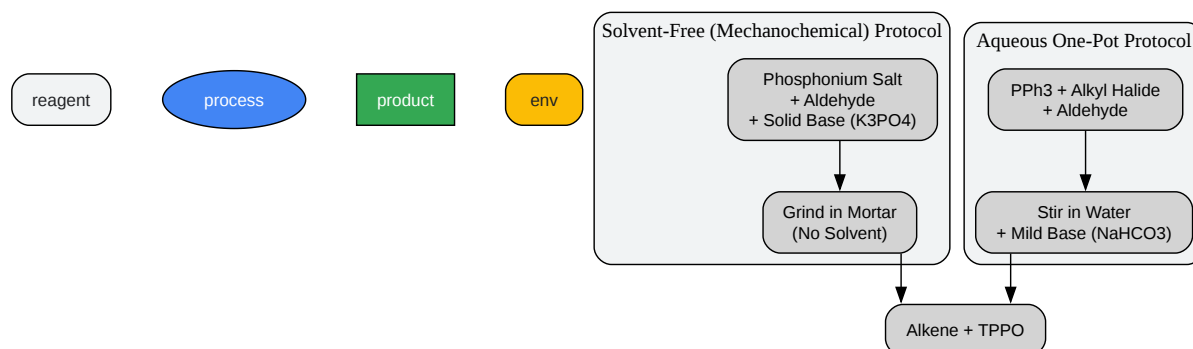 Solvent-Free (Mechanochemical) Protocol
Aqueous One-Pot Protocol
reagent
process
product
env
Phosphonium Salt
+ Aldehyde
+ Solid Base (K3PO4)
PPh3 + Alkyl Halide
+ Aldehyde
Grind in Mortar
(No Solvent)
Stir in Water
+ Mild Base (NaHCO3)
Alkene + TPPO